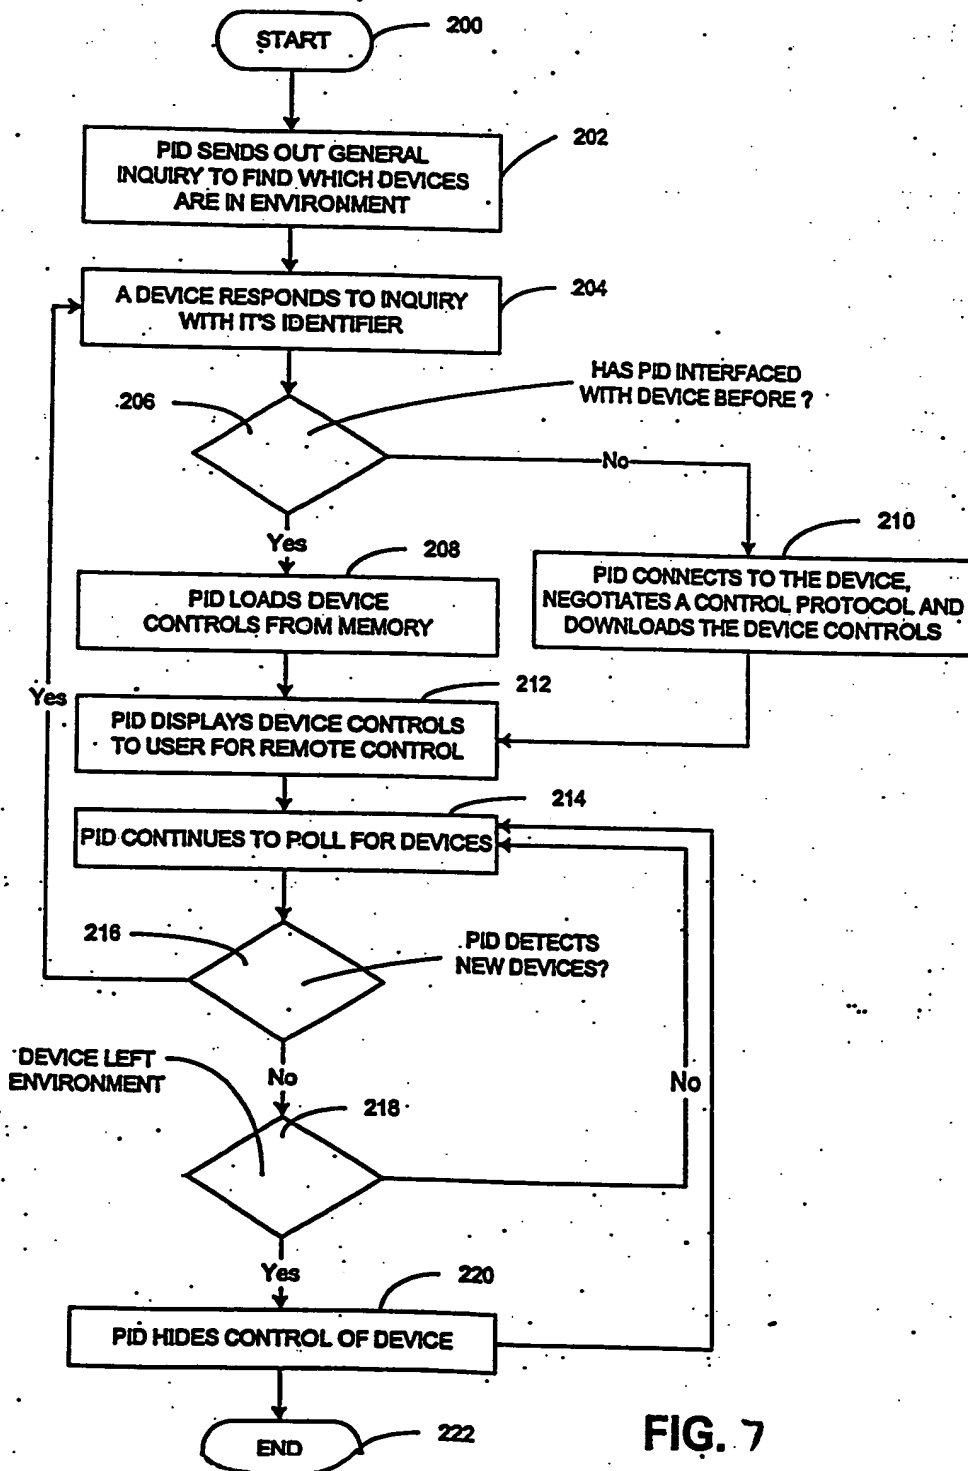 START
200
PID SENDS OUT GENERAL
INQUIRY TO FIND WHICH DEVICES
ARE IN ENVIRONMENT
202
A DEVICE RESPONDS TO INQUIRY
WITH IT'S IDENTIFIER
204
HAS PID INTERFACED
WITH DEVICE BEFORE ?
206
No
Yes
208
210
PID LOADS DEVICE
CONTROLS FROM MEMORY
PID CONNECTS TO THE DEVICE,
NEGOTIATES A CONTROL PROTOCOL AND
DOWNLOADS THE DEVICE CONTROLS
Yes
212
PID DISPLAYS DEVICE CONTROLS
TO USER FOR REMOTE CONTROL
214
PID CONTINUES TO POLL FOR DEVICES
216
PID DETECTS
NEW DEVICES?
DEVICE LEFT
ENVIRONMENT
No
No
218
Yes
220
PID HIDES CONTROL OF DEVICE
END
222
FIG. 7